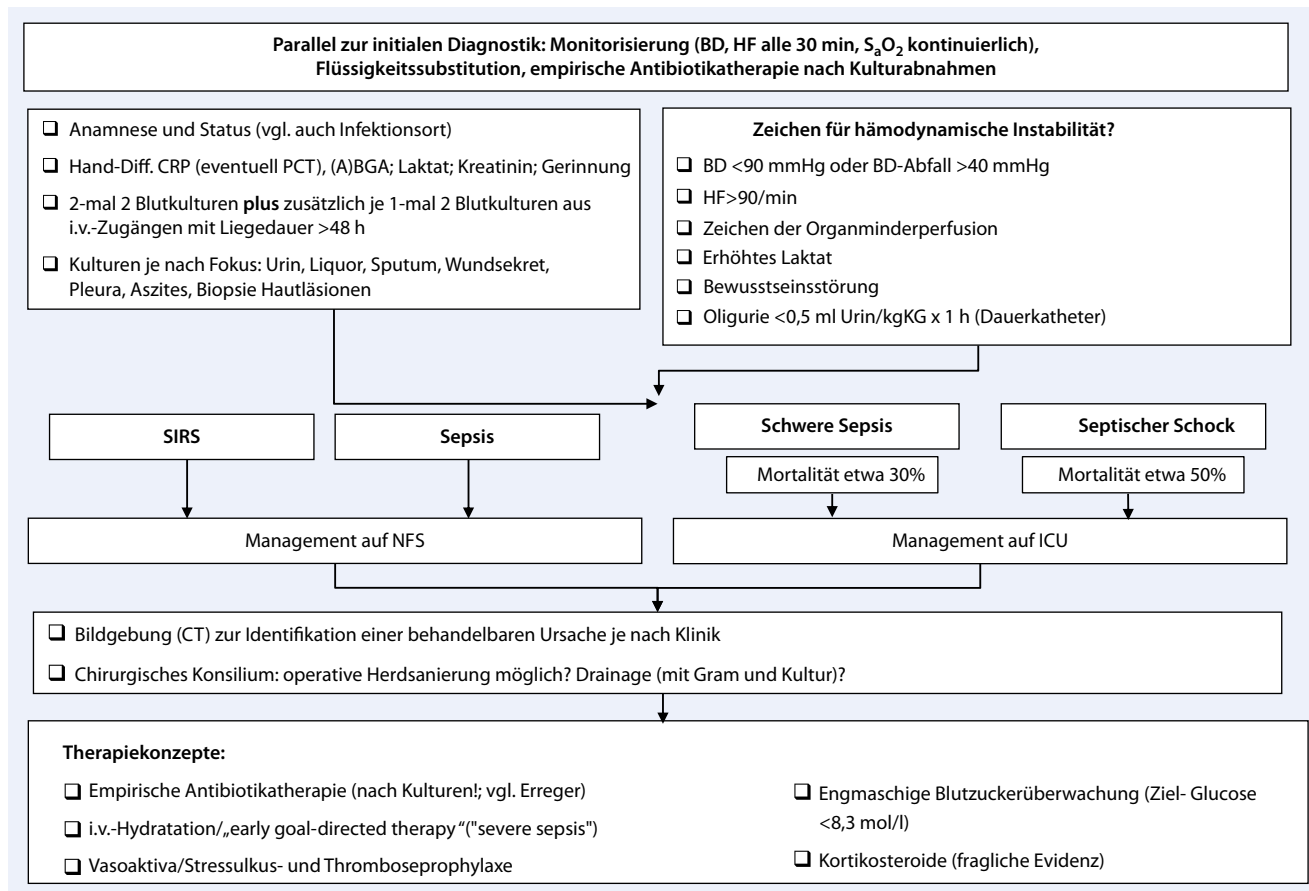 Parallel zur initialen Diagnostik: Monitorisierung (BD, HF alle 30 min, SaO2 kontinuierlich),
Flüssigkeitssubstitution, empirische Antibiotikatherapie nach Kulturabnahmen
❑ Anamnese und Status (vgl. auch Infektionsort)
❑ Hand-Diff. CRP (eventuell PCT), (A)BGA; Laktat; Kreatinin; Gerinnung
❑ 2-mal 2 Blutkulturen plus zusätzlich je 1-mal 2 Blutkulturen aus
i.v.-Zugängen mit Liegedauer >48 h
❑ Kulturen je nach Fokus: Urin, Liquor, Sputum, Wundsekret,
Pleura, Aszites, Biopsie Hautläsionen
Zeichen für hämodynamische Instabilität?
❑ BD <90 mmHg oder BD-Abfall >40 mmHg
❑ HF>90/min
❑ Zeichen der Organminderperfusion
❑ Erhöhtes Laktat
❑ Bewusstseinsstörung
❑ Oligurie <0,5 ml Urin/kgKG x 1 h (Dauerkatheter)
SIRS
Sepsis
Schwere Sepsis
Septischer Schock
Mortalität etwa 30%
Mortalität etwa 50%
Management auf NFS
Management auf ICU
❑ Bildgebung (CT) zur Identifikation einer behandelbaren Ursache je nach Klinik
❑ Chirurgisches Konsilium: operative Herdsanierung möglich? Drainage (mit Gram und Kultur)?
Therapiekonzepte:
❑ Empirische Antibiotikatherapie (nach Kulturen!; vgl. Erreger)
❑ i.v.-Hydratation/„early goal-directed therapy“("severe sepsis")
❑ Vasoaktiva/Stressulkus- und Thromboseprophylaxe
❑ Engmaschige Blutzuckerüberwachung (Ziel- Glucose
<8,3 mol/l)
❑ Kortikosteroide (fragliche Evidenz)